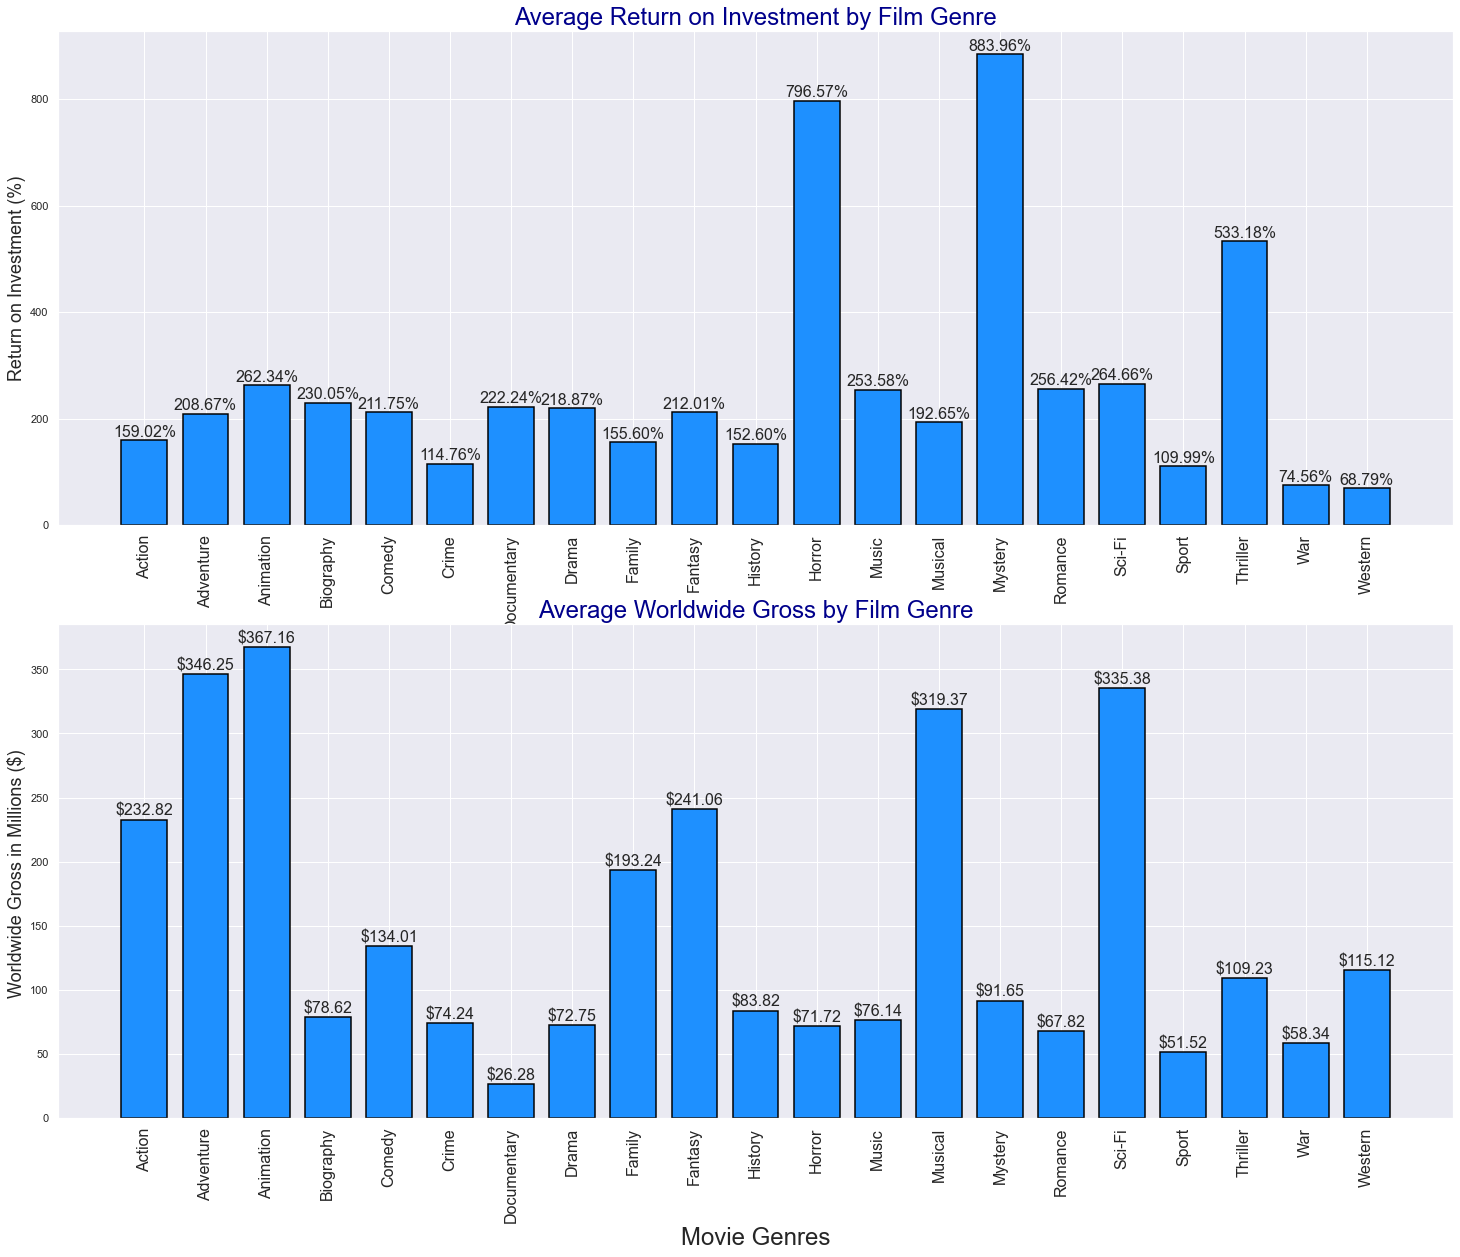 Average Return on Investment by Film Genre
Return on Investment (%)
800
600
400
200
0
159.02%
208.67%
262.34%
230.05%
211.75%
114.76%
222.24%
218.87%
155.60%
212.01%
152.60%
796.57%
253.58%
192.65%
883.96%
256.42%
264.66%
109.99%
533.18%
74.56%
68.79%
Action
Adventure
Animation
Biography
Comedy
Crime
Documentary
Drama
Family
Fantasy
History
Horror
Music
Musical
Mystery
Romance
Sci-Fi
Sport
Thriller
War
Western
Average Worldwide Gross by Film Genre
Worldwide Gross in Millions ($)
350
300
250
200
150
100
50
0
$232.82
$346.25
$367.16
$78.62
$134.01
$74.24
$26.28
$72.75
$193.24
$241.06
$83.82
$71.72
$76.14
$319.37
$91.65
$67.82
$335.38
$51.52
$109.23
$58.34
$115.12
Action
Adventure
Animation
Biography
Comedy
Crime
Documentary
Drama
Family
Fantasy
History
Horror
Music
Musical
Mystery
Romance
Sci-Fi
Sport
Thriller
War
Western
Movie Genres